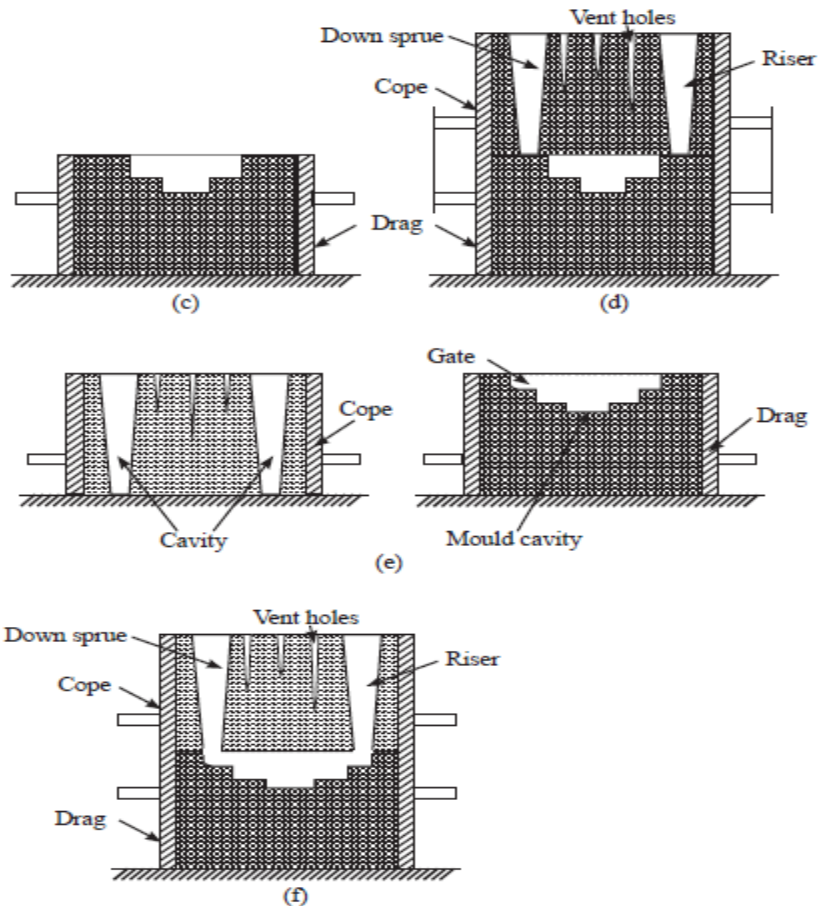 Vent holes
Down sprue
Riser
Cope
Drag
(c)
(d)
Gate
Cope
Drag
Cavity
Mould cavity
(e)
Vent holes
Down sprue
Riser
Cope
Drag
(f)